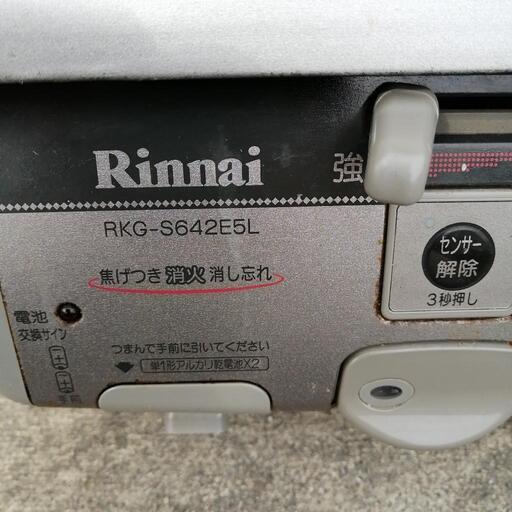 Rinnai
強
RKG-S642E5L
焦げつき 消火 消し忘れ
センサー
解除
3秒押し
電池
交換サイン
つまんで手前に引いてください
単1形アルカリ乾電池X2
手前